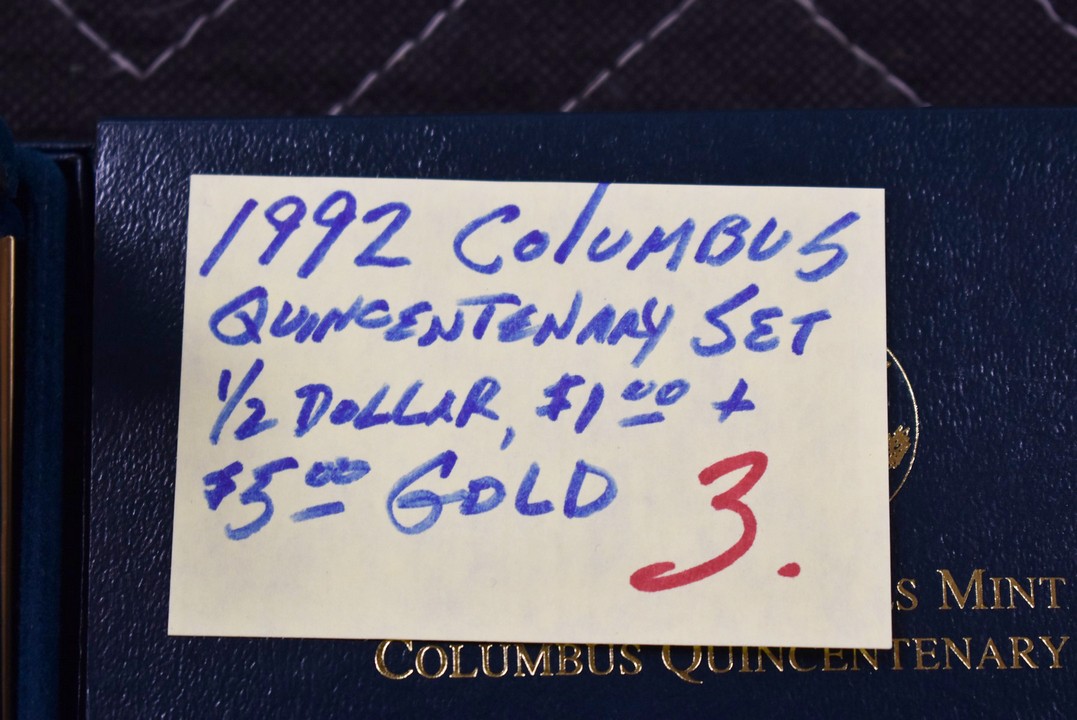 1992 Columbus
QUINCENTENARY SET
1/2 DOLLAR, $1.00 +
$5.00 GOLD
3.
S MINT
COLUMBUS QUINCENTENARY